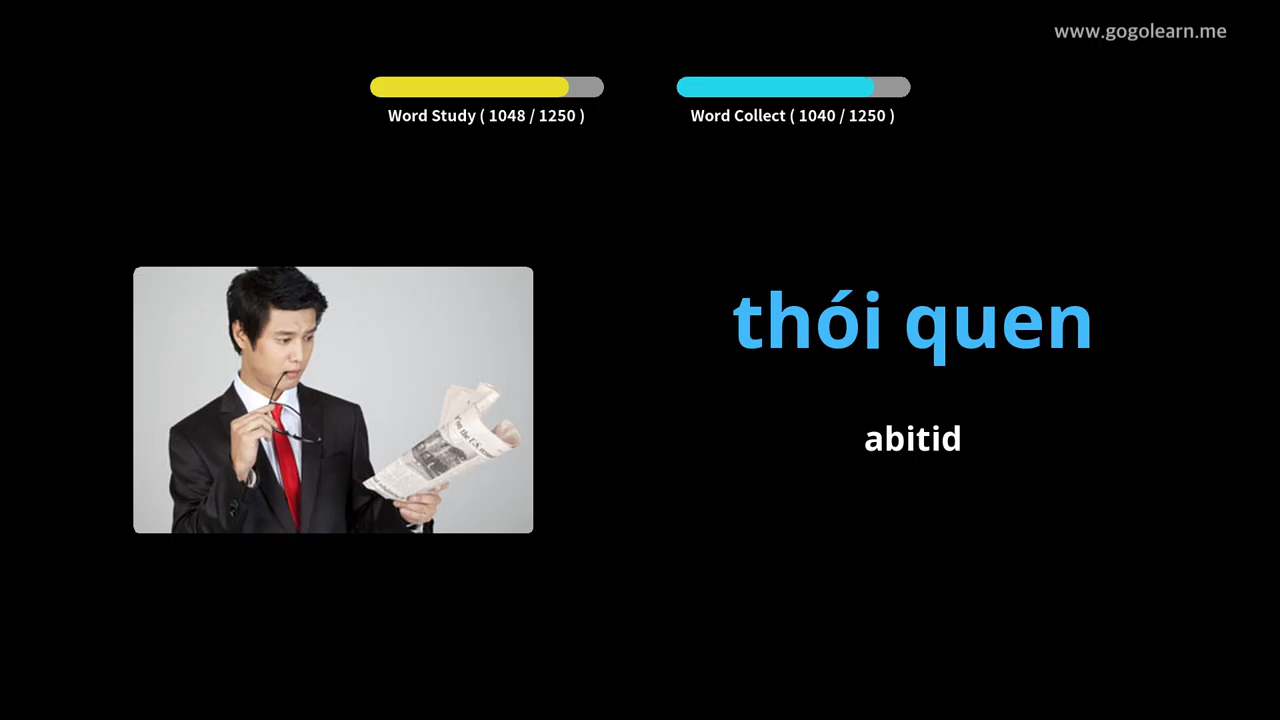 www.gogolearn.me
Word Study ( 1048 / 1250 )
Word Collect ( 1040 / 1250 )
thói quen
abitid